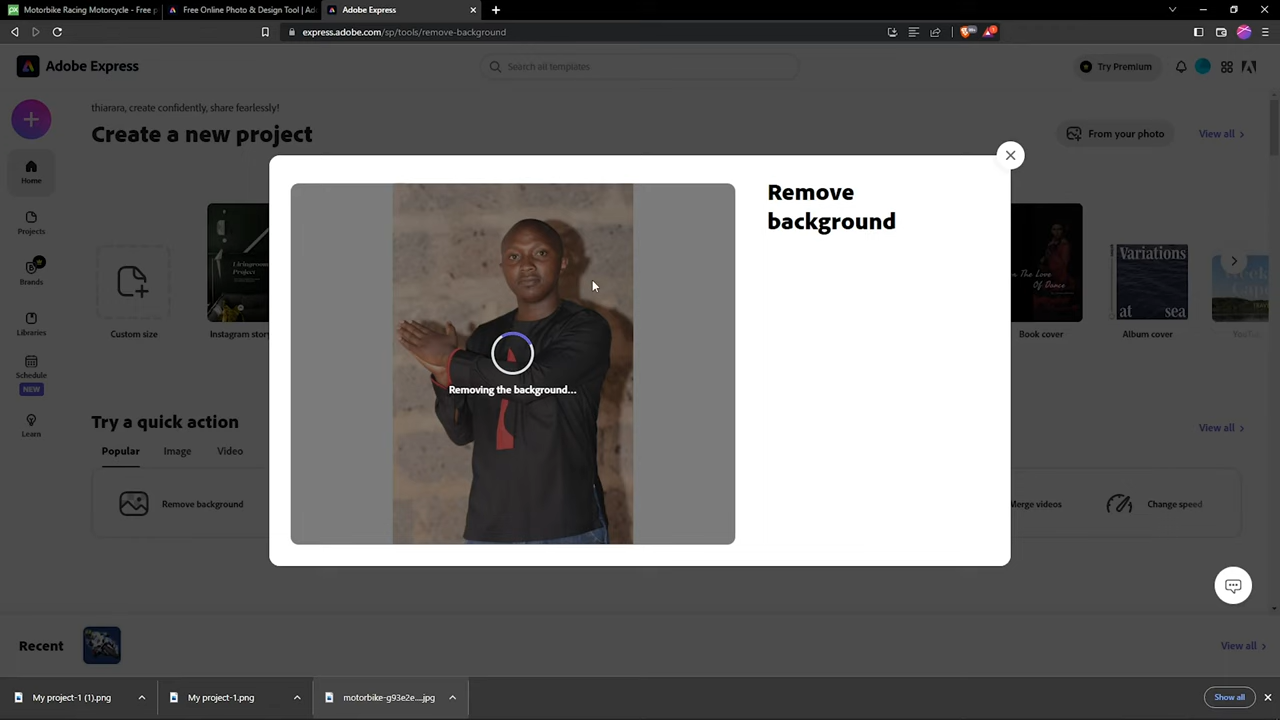 Motorbike Racing Motorcycle - Free p
Free Online Photo & Design Tool | Ado
Adobe Express
express.adobe.com/sp/tools/remove-background
Adobe Express
Search all templates
Try Premium
thiarara, create confidently, share fearlessly!
Create a new project
From your photo
View all
Home
Projects
Brands
Libraries
Schedule
NEW
Learn
Custom size
Instagram story
Book cover
Variations
at sea
Album cover
Remove
background
Removing the background...
Try a quick action
View all
Popular
Image
Video
Remove background
Merge videos
Change speed
Recent
View all
My project-1 (1).png
My project-1.png
motorbike-g93e2e....jpg
Show all